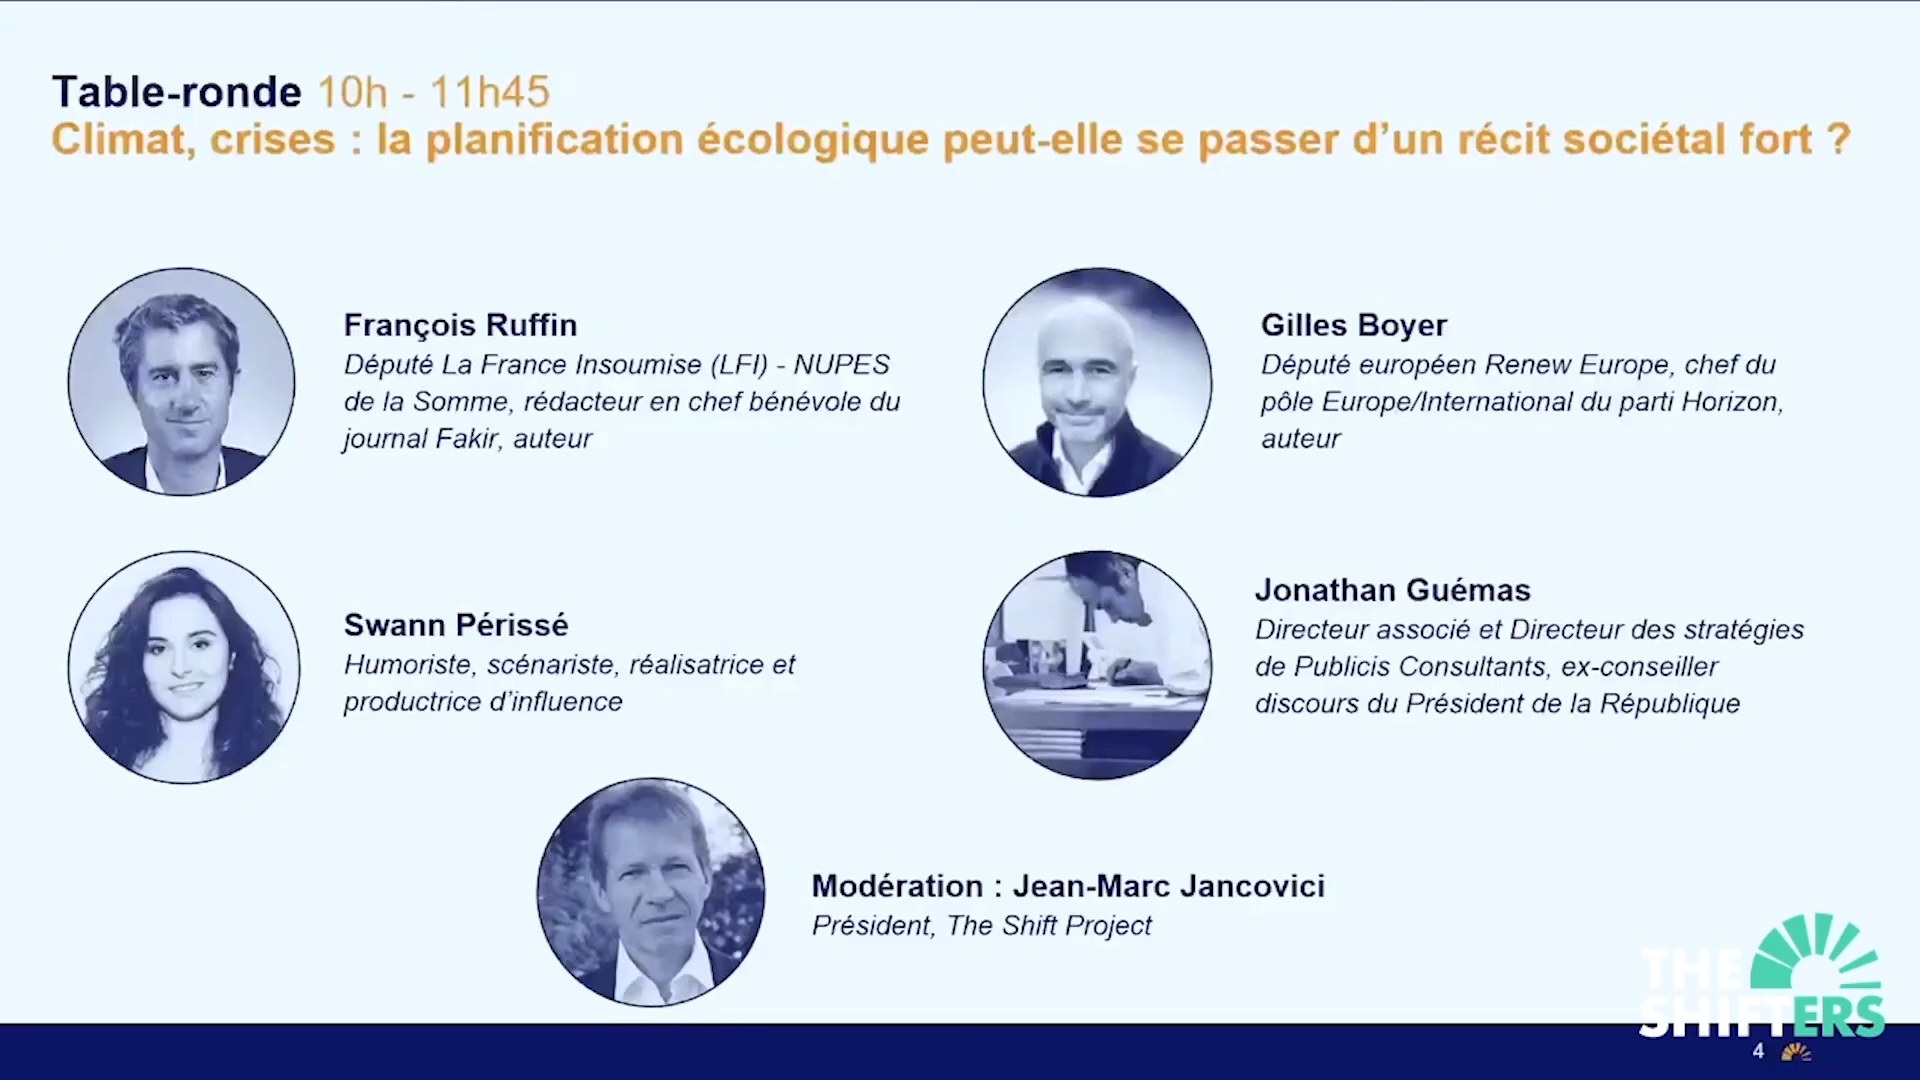 Table-ronde 10h - 11h45
Climat, crises : la planification écologique peut-elle se passer d’un récit sociétal fort ?
François Ruffin
Député La France Insoumise (LFI) - NUPES
de la Somme, rédacteur en chef bénévole du
journal Fakir, auteur
Gilles Boyer
Député européen Renew Europe, chef du
pôle Europe/International du parti Horizon,
auteur
Swann Périssé
Humoriste, scénariste, réalisatrice et
productrice d’influence
Jonathan Guémas
Directeur associé et Directeur des stratégies
de Publicis Consultants, ex-conseiller
discours du Président de la République
Modération : Jean-Marc Jancovici
Président, The Shift Project
THE
SHIFTERS
4